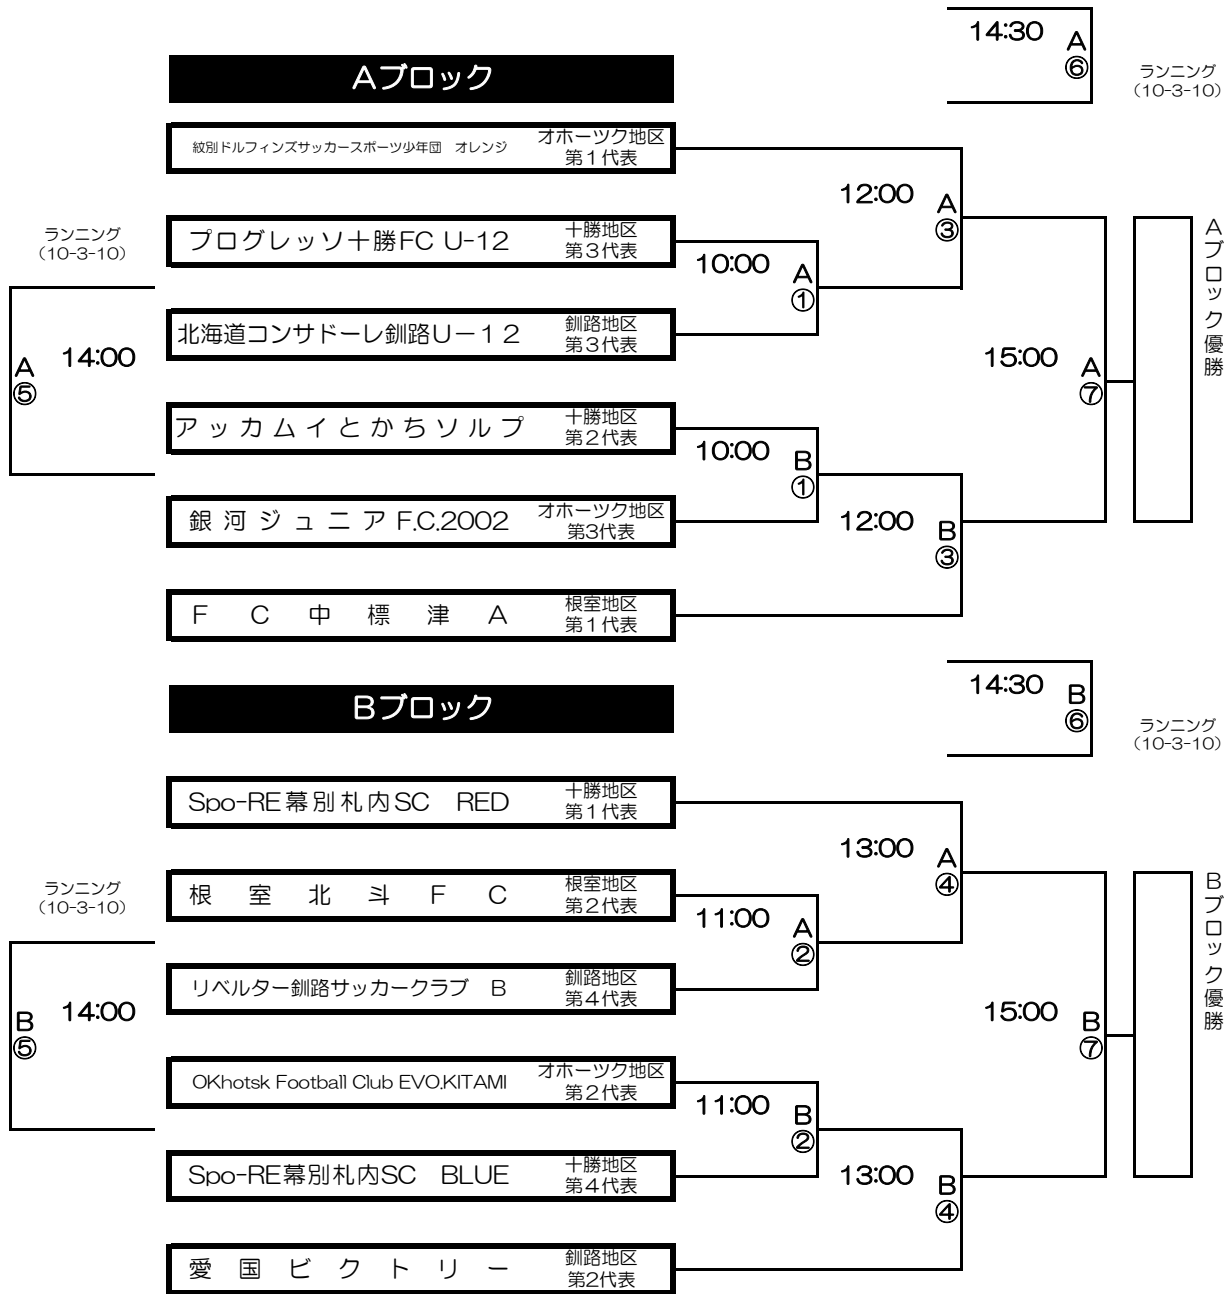 14:30
A
⑥
ランニング
（10-3-10）
Aブロック
紋別ドルフィンズサッカースポーツ少年団　オレンジ
オホーツク地区
第１代表
12:00
A
③
ランニング
（10-3-10）
プログレッソ十勝FC U-12
十勝地区
第３代表
10:00
A
①
Aブロック優勝
北海道コンサドーレ釧路Uー１２
釧路地区
第３代表
14:00
A
⑤
15:00
A
⑦
アッカムイとかちソルプ
十勝地区
第２代表
10:00
B
①
銀河ジュニアF.C.2002
オホーツク地区
第3代表
12:00
B
③
FC中標津A
根室地区
第１代表
14:30
B
⑥
ランニング
（10-3-10）
Bブロック
Spo-RE幕別札内SC　RED
十勝地区
第１代表
13:00
A
④
ランニング
（10-3-10）
根室北斗FC
根室地区
第２代表
11:00
A
②
Bブロック優勝
リベルター釧路サッカークラブ　B
釧路地区
第４代表
14:00
B
⑤
15:00
B
⑦
OKhotsk Football Club EVO.KITAMI
オホーツク地区
第２代表
11:00
B
②
Spo-RE幕別札内SC　BLUE
十勝地区
第４代表
13:00
B
④
愛国ビクトリー
釧路地区
第2代表